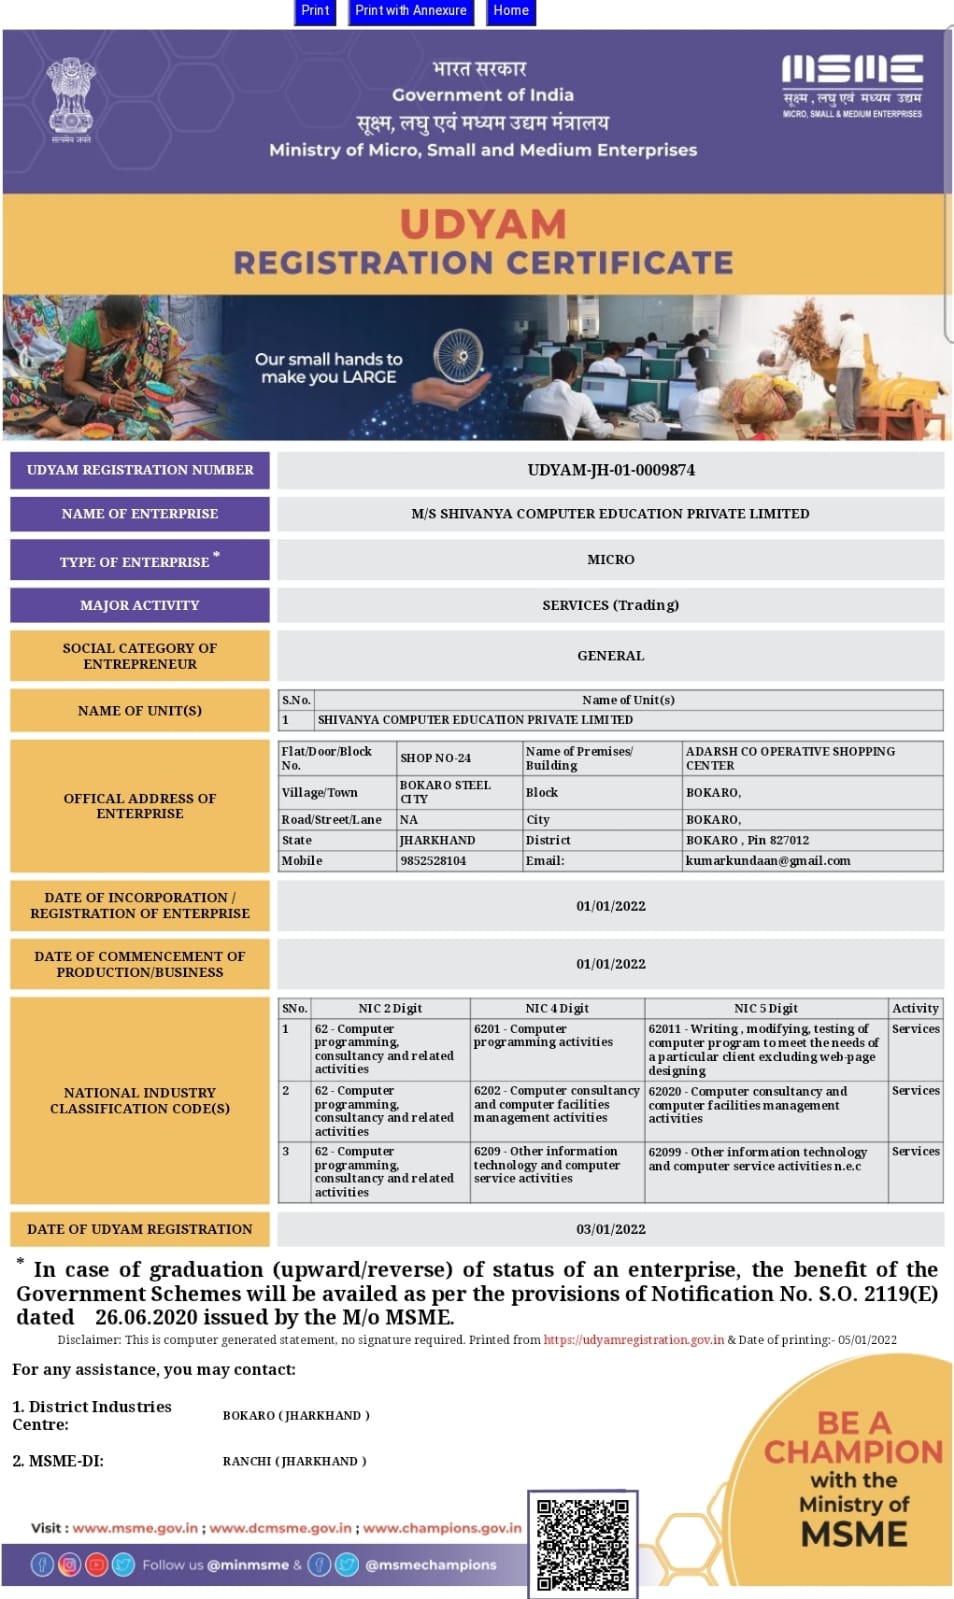 Print Print with Annexure Home
भारत सरकार
Government of India
सूक्ष्म, लघु एवं मध्यम उद्यम मंत्रालय
Ministry of Micro, Small and Medium Enterprises
सत्यमेव जयते
MSME
सूक्ष्म , लघु एवं मध्यम उद्यम
MICRO, SMALL & MEDIUM ENTERPRISES
UDYAM
REGISTRATION CERTIFICATE
Our small hands to
make you LARGE
UDYAM REGISTRATION NUMBER UDYAM-JH-01-0009874
NAME OF ENTERPRISE M/S SHIVANYA COMPUTER EDUCATION PRIVATE LIMITED
TYPE OF ENTERPRISE * MICRO
MAJOR ACTIVITY SERVICES (Trading)
SOCIAL CATEGORY OF
ENTREPRENEUR
GENERAL
NAME OF UNIT(S)
S.No. Name of Unit(s)
1 SHIVANYA COMPUTER EDUCATION PRIVATE LIMITED
OFFICAL ADDRESS OF
ENTERPRISE
Flat/Door/Block
No.
SHOP NO-24
Name of Premises/
Building
ADARSH CO OPERATIVE SHOPPING
CENTER
Village/Town
BOKARO STEEL
CITY
Block BOKARO,
Road/Street/Lane NA City BOKARO,
State JHARKHAND District BOKARO , Pin 827012
Mobile 9852528104 Email: kumarkundaan@gmail.com
DATE OF INCORPORATION /
REGISTRATION OF ENTERPRISE
01/01/2022
DATE OF COMMENCEMENT OF
PRODUCTION/BUSINESS
01/01/2022
NATIONAL INDUSTRY
CLASSIFICATION CODE(S)
SNo. NIC 2 Digit NIC 4 Digit NIC 5 Digit Activity
1
62 - Computer
programming,
consultancy and related
activities
6201 - Computer
programming activities
62011 - Writing , modifying, testing of
computer program to meet the needs of
a particular client excluding web-page
designing
Services
2
62 - Computer
programming,
consultancy and related
activities
6202 - Computer consultancy
and computer facilities
management activities
62020 - Computer consultancy and
computer facilities management
activities
Services
3
62 - Computer
programming,
consultancy and related
activities
6209 - Other information
technology and computer
service activities
62099 - Other information technology
and computer service activities n.e.c
Services
DATE OF UDYAM REGISTRATION 03/01/2022
* In case of graduation (upward/reverse) of status of an enterprise, the benefit of the
Government Schemes will be availed as per the provisions of Notification No. S.O. 2119(E)
dated 26.06.2020 issued by the M/o MSME.
Disclaimer: This is computer generated statement, no signature required. Printed from https://udyamregistration.gov.in & Date of printing:- 05/01/2022
For any assistance, you may contact:
1. District Industries
Centre:
BOKARO ( JHARKHAND )
2. MSME-DI: RANCHI ( JHARKHAND )
BE A
CHAMPION
with the
Ministry of
MSME
Visit : www.msme.gov.in ; www.dcmsme.gov.in ; www.champions.gov.in
Follow us @minmsme & @msmechampions